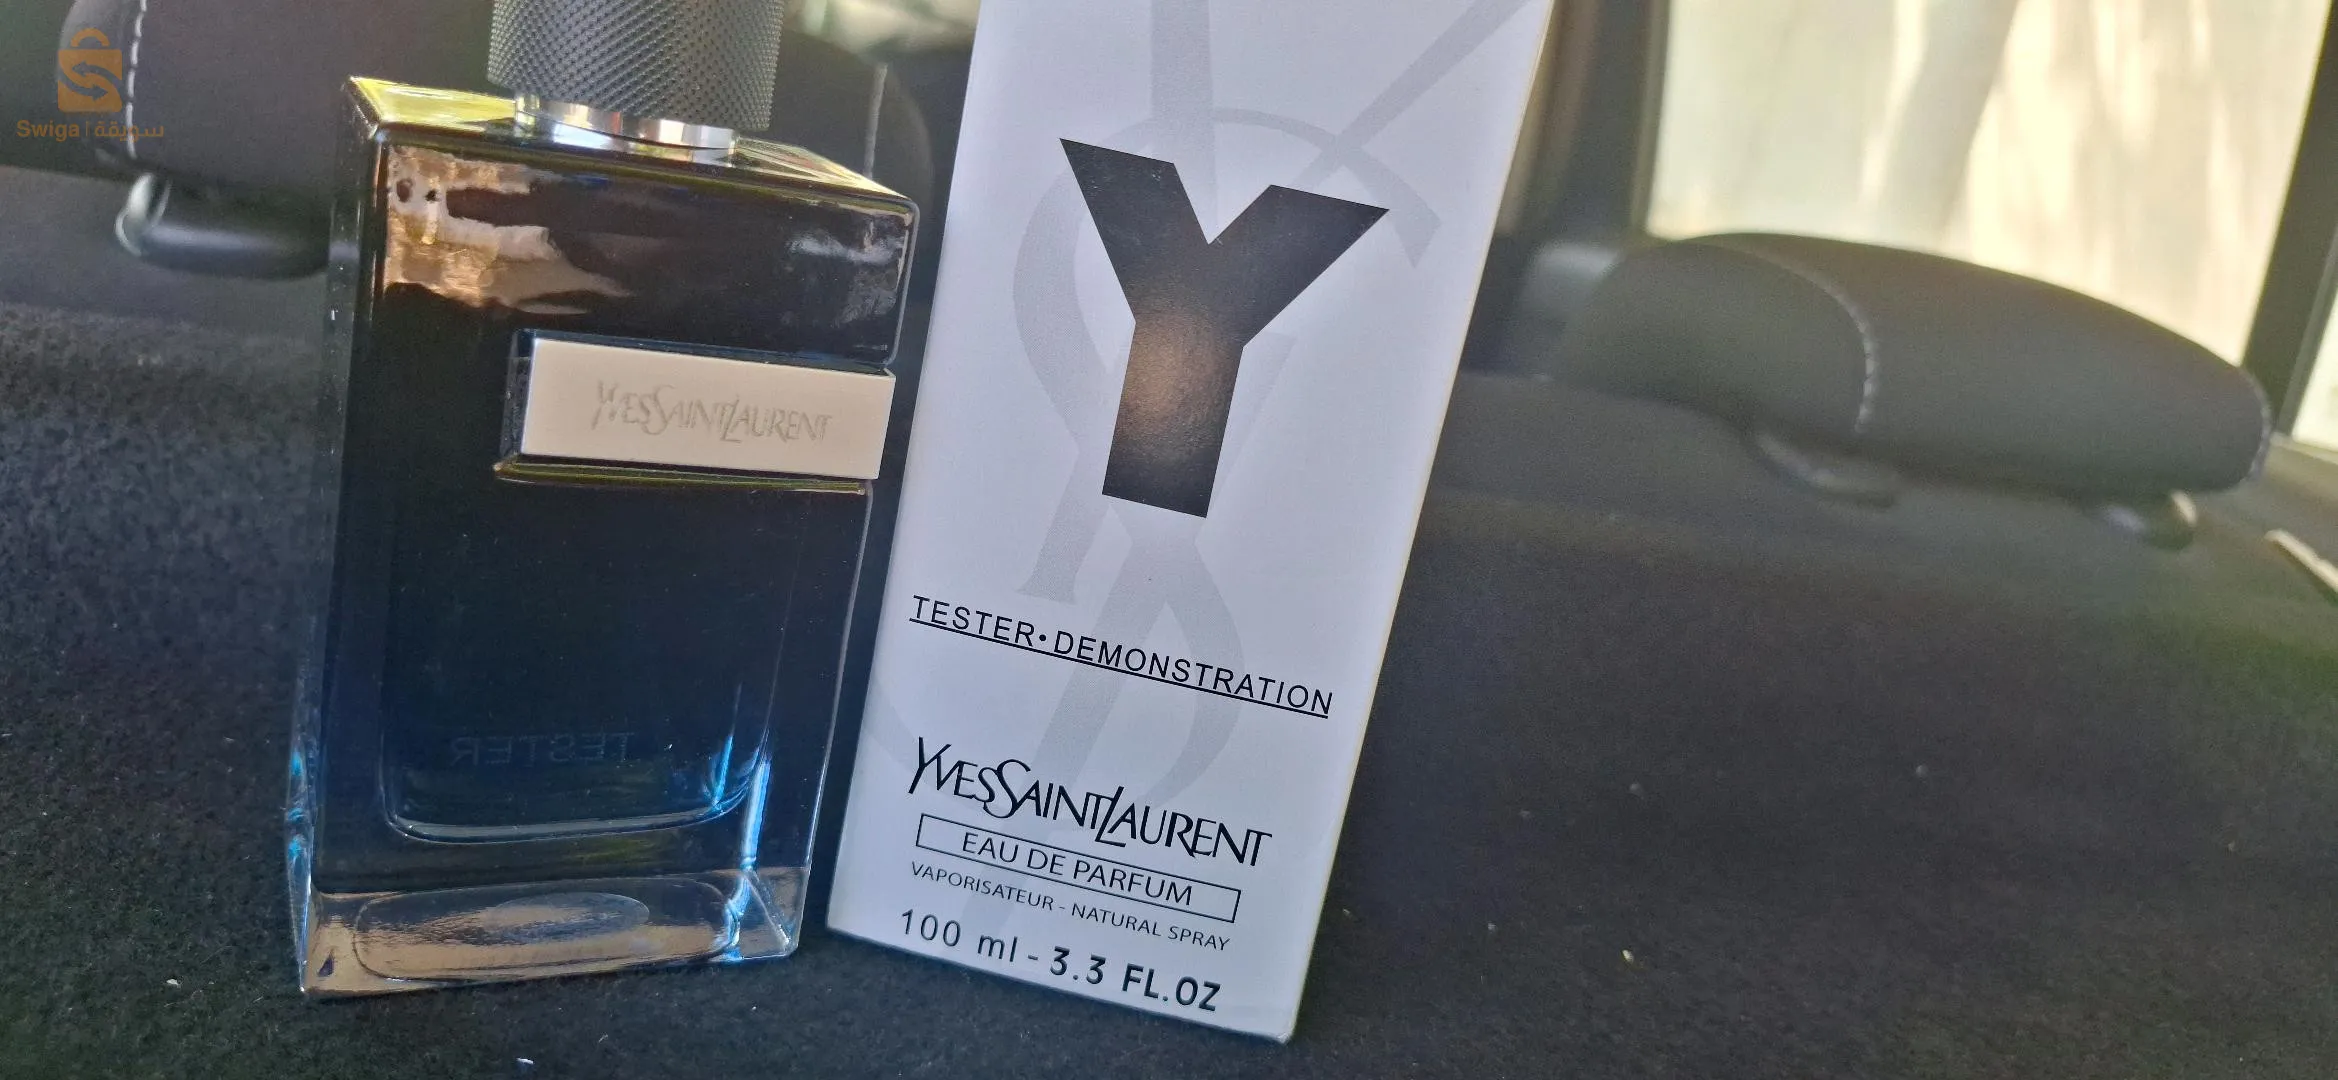 Swiga | سويقة
YVESSAINTLAURENT
TESTER
Y
TESTER•DEMONSTRATION
YVESSAINTLAURENT
EAU DE PARFUM
VAPORISATEUR - NATURAL SPRAY
100 ml - 3.3 FL.OZ